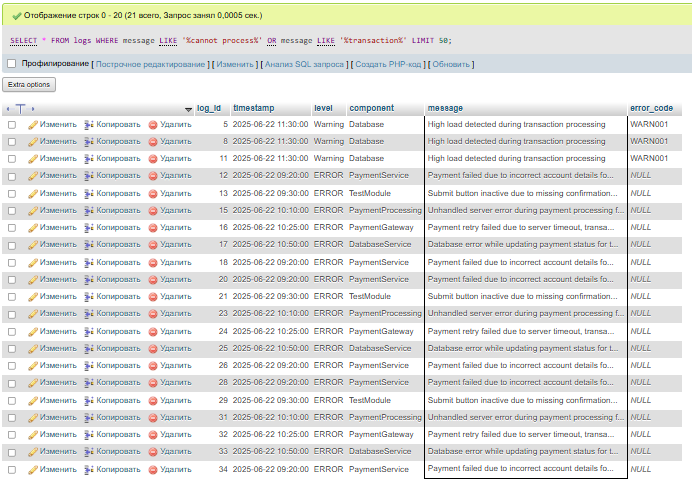 Отображение строк 0 - 20 (21 всего, Запрос занял 0,0005 сек.)
SELECT * FROM logs WHERE message LIKE '%cannot process%' OR message LIKE '%transaction%' LIMIT 50;
Профилирование [ Построчное редактирование ] [ Изменить ] [ Анализ SQL запроса ] [ Создать PHP-код ] [ Обновить ]
Extra options
log_id timestamp level component message error_code
Изменить Копировать Удалить 5 2025-06-22 11:30:00 Warning Database High load detected during transaction processing WARN001
Изменить Копировать Удалить 8 2025-06-22 11:30:00 Warning Database High load detected during transaction processing WARN001
Изменить Копировать Удалить 11 2025-06-22 11:30:00 Warning Database High load detected during transaction processing WARN001
Изменить Копировать Удалить 12 2025-06-22 09:20:00 ERROR PaymentService Payment failed due to incorrect account details fo... NULL
Изменить Копировать Удалить 13 2025-06-22 09:30:00 ERROR TestModule Submit button inactive due to missing confirmation... NULL
Изменить Копировать Удалить 15 2025-06-22 10:10:00 ERROR PaymentProcessing Unhandled server error during payment processing f... NULL
Изменить Копировать Удалить 16 2025-06-22 10:25:00 ERROR PaymentGateway Payment retry failed due to server timeout, transa... NULL
Изменить Копировать Удалить 17 2025-06-22 10:50:00 ERROR DatabaseService Database error while updating payment status for t... NULL
Изменить Копировать Удалить 18 2025-06-22 09:20:00 ERROR PaymentService Payment failed due to incorrect account details fo... NULL
Изменить Копировать Удалить 20 2025-06-22 09:20:00 ERROR PaymentService Payment failed due to incorrect account details fo... NULL
Изменить Копировать Удалить 21 2025-06-22 09:30:00 ERROR TestModule Submit button inactive due to missing confirmation... NULL
Изменить Копировать Удалить 23 2025-06-22 10:10:00 ERROR PaymentProcessing Unhandled server error during payment processing f... NULL
Изменить Копировать Удалить 24 2025-06-22 10:25:00 ERROR PaymentGateway Payment retry failed due to server timeout, transa... NULL
Изменить Копировать Удалить 25 2025-06-22 10:50:00 ERROR DatabaseService Database error while updating payment status for t... NULL
Изменить Копировать Удалить 26 2025-06-22 09:20:00 ERROR PaymentService Payment failed due to incorrect account details fo... NULL
Изменить Копировать Удалить 28 2025-06-22 09:20:00 ERROR PaymentService Payment failed due to incorrect account details fo... NULL
Изменить Копировать Удалить 29 2025-06-22 09:30:00 ERROR TestModule Submit button inactive due to missing confirmation... NULL
Изменить Копировать Удалить 31 2025-06-22 10:10:00 ERROR PaymentProcessing Unhandled server error during payment processing f... NULL
Изменить Копировать Удалить 32 2025-06-22 10:25:00 ERROR PaymentGateway Payment retry failed due to server timeout, transa... NULL
Изменить Копировать Удалить 33 2025-06-22 10:50:00 ERROR DatabaseService Database error while updating payment status for t... NULL
Изменить Копировать Удалить 34 2025-06-22 09:20:00 ERROR PaymentService Payment failed due to incorrect account details fo... NULL